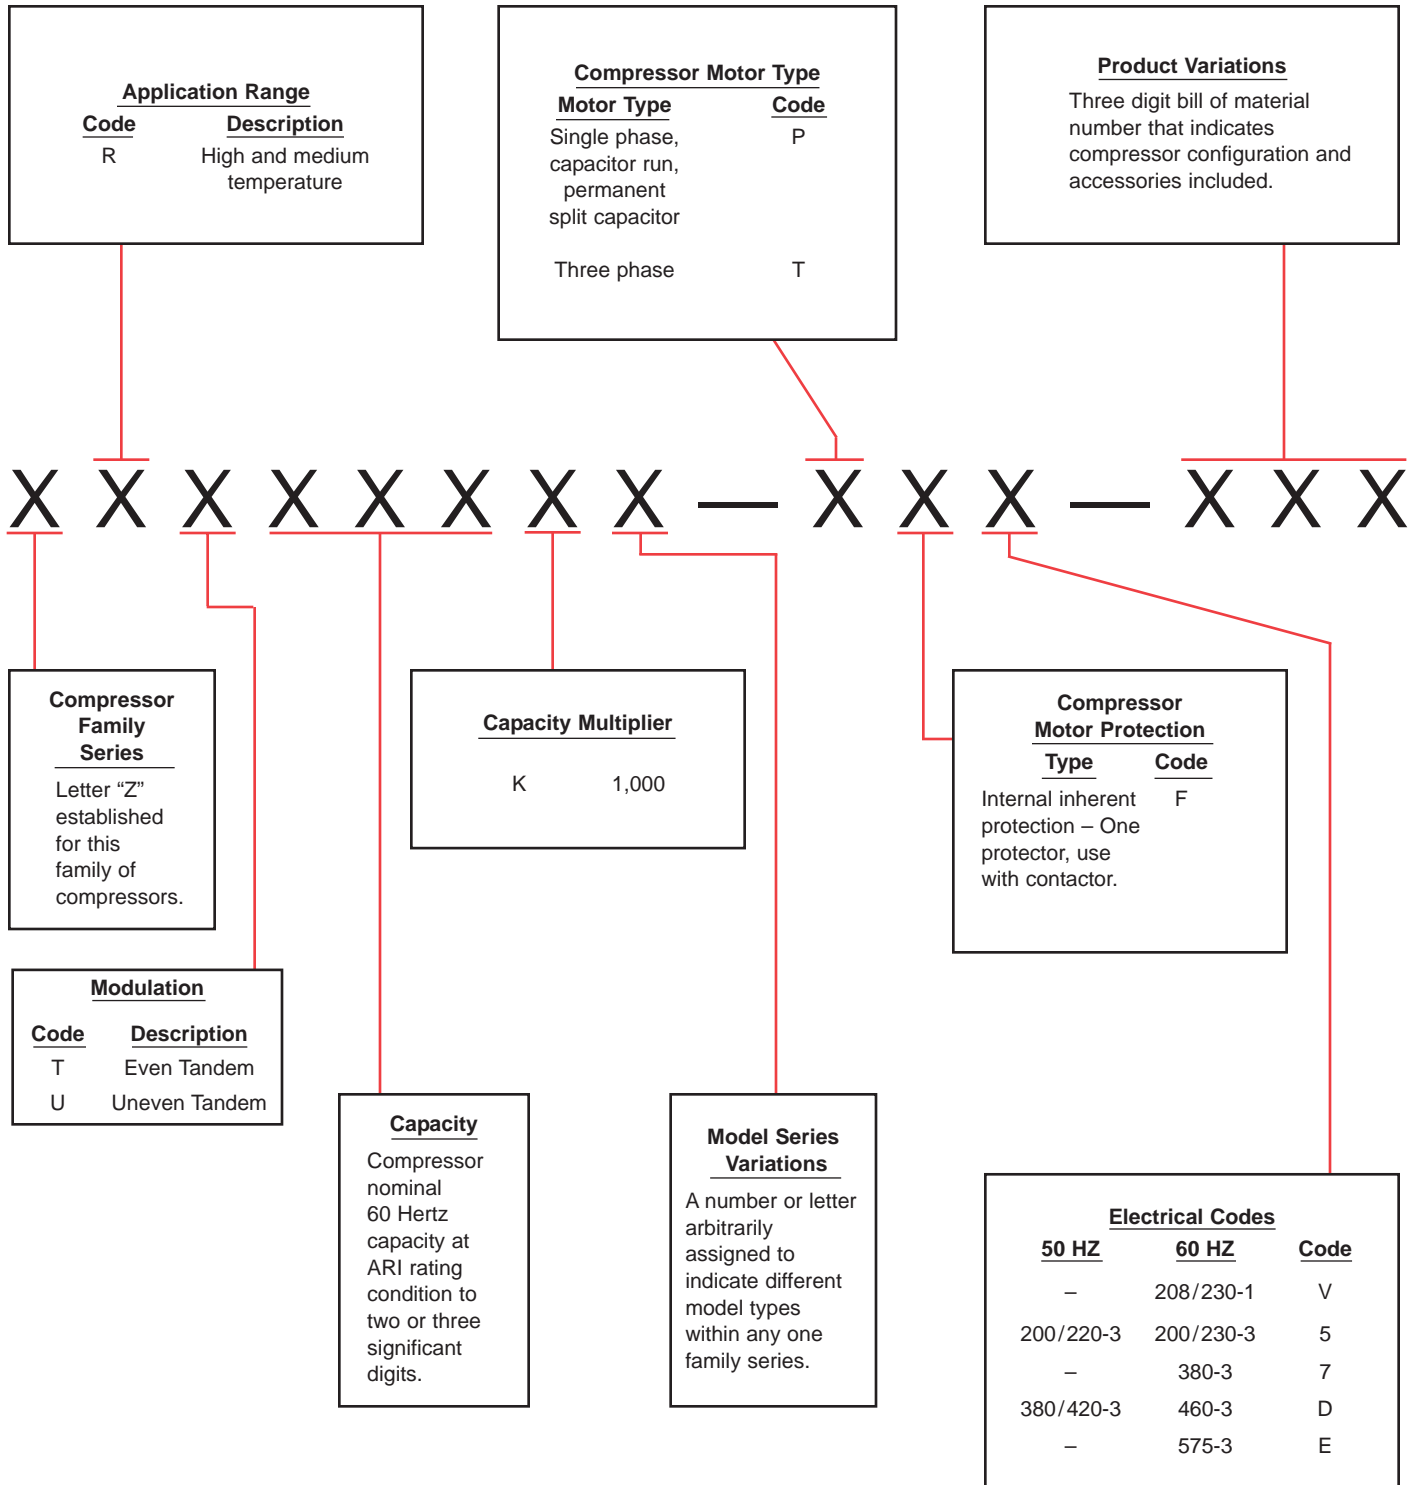 Application Range
Code Description
R High and medium
temperature
Compressor Motor Type
Motor Type Code
Single phase, P
capacitor run,
permanent
split capacitor
Three phase T
Product Variations
Three digit bill of material
number that indicates
compressor configuration and
accessories included.
X X X X X X X X — X X X — X X X
Compressor
Family
Series
Letter “Z”
established
for this
family of
compressors.
Capacity Multiplier
K 1,000
Compressor
Motor Protection
Type Code
Internal inherent F
protection – One
protector, use
with contactor.
Modulation
Code Description
T Even Tandem
U Uneven Tandem
Capacity
Compressor
nominal
60 Hertz
capacity at
ARI rating
condition to
two or three
significant
digits.
Model Series
Variations
A number or letter
arbitrarily
assigned to
indicate different
model types
within any one
family series.
Electrical Codes
50 HZ 60 HZ Code
– 208/230-1 V
200/220-3 200/230-3 5
– 380-3 7
380/420-3 460-3 D
– 575-3 E